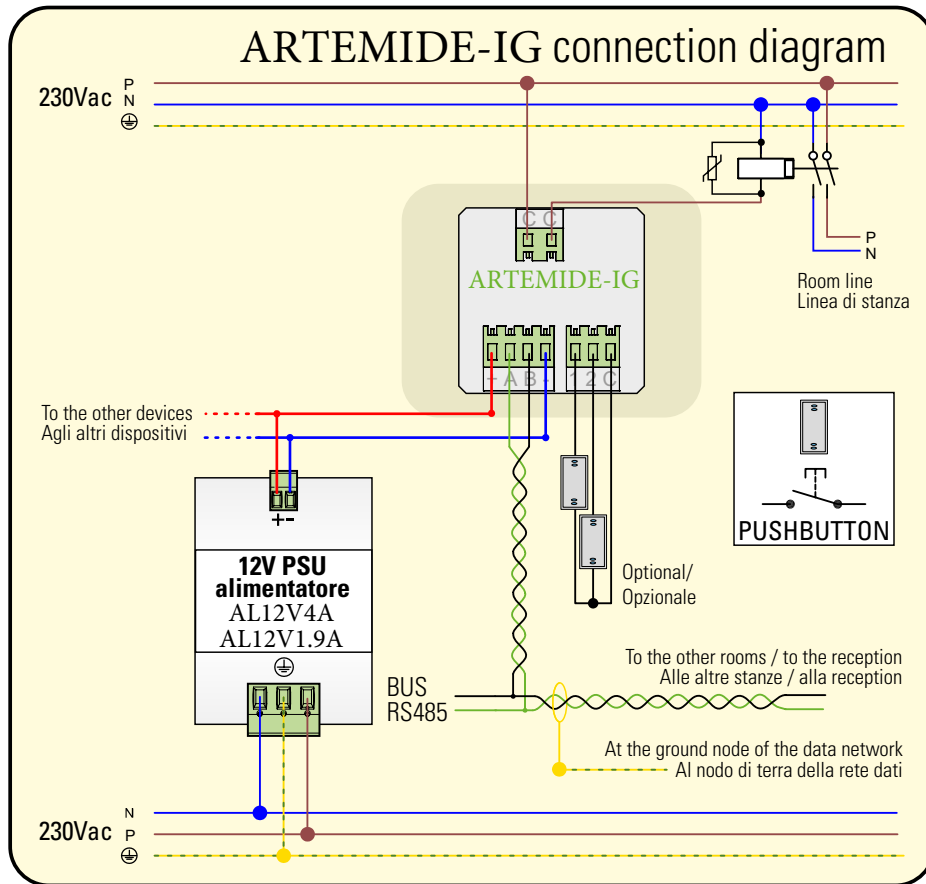 ARTEMIDE-IG connection diagram
P
230Vac
N
C C
ARTEMIDE-IG
P
N
Room line
Linea di stanza
+ A B - 1 2 C
To the other devices
Agli altri dispositivi
+-
12V PSU
alimentatore
AL12V4A
AL12V1.9A
PUSHBUTTON
Optional/
Opzionale
To the other rooms / to the reception
Alle altre stanze / alla reception
BUS
RS485
At the ground node of the data network
Al nodo di terra della rete dati
N
230Vac P